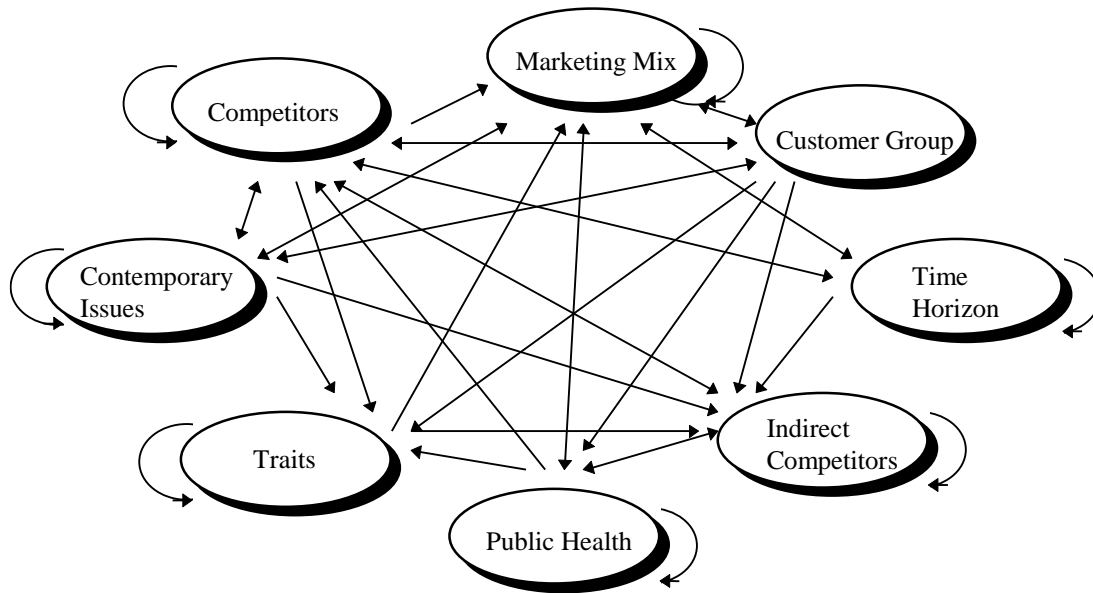 Marketing Mix
Competitors
Customer Group
Contemporary
Issues
Time
Horizon
Traits
Indirect
Competitors
Public Health